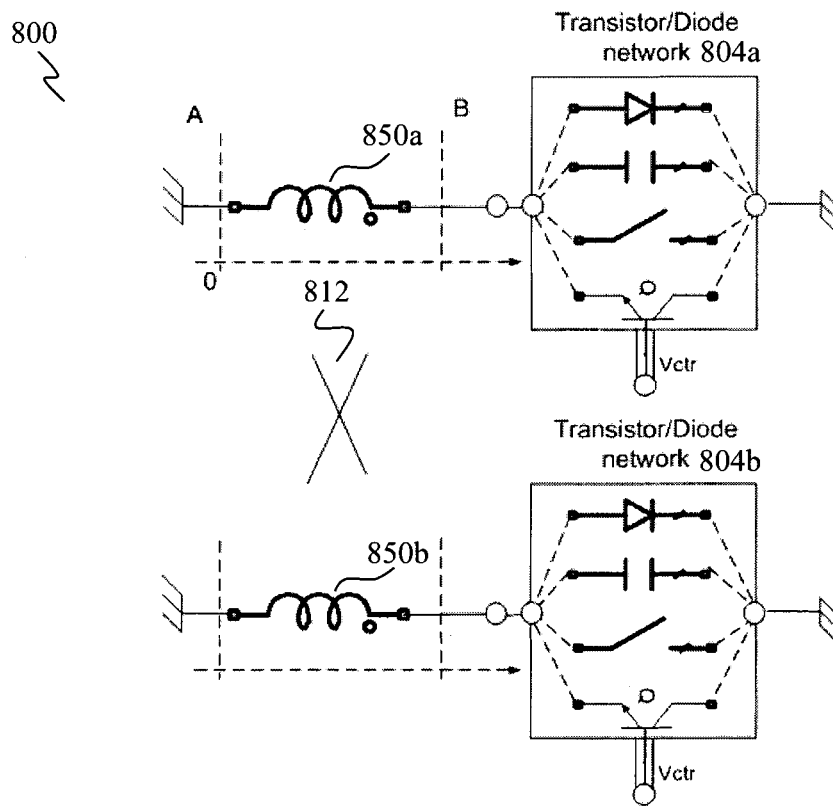 800
Transistor/Diode
network 804a
A
B
850a
0
812
Vctr
Transistor/Diode
network 804b
850b
Vctr